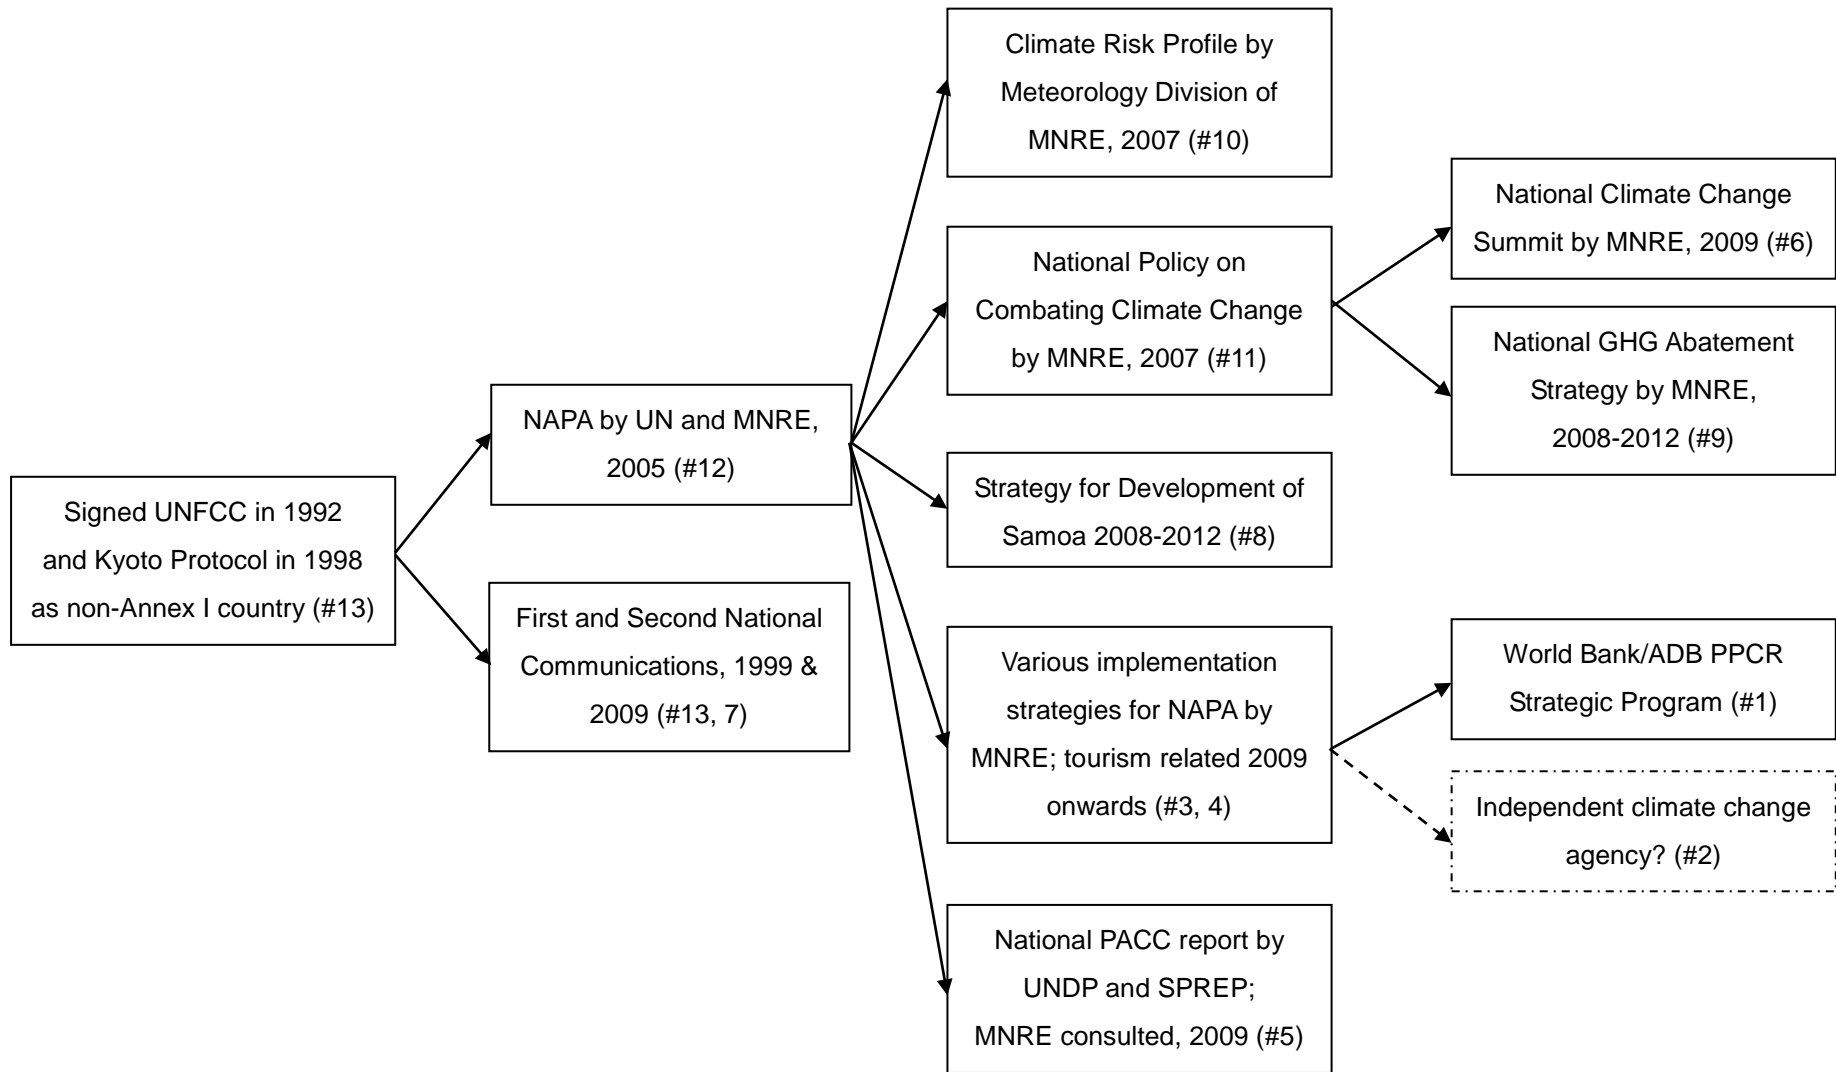 Signed UNFCC in 1992
and Kyoto Protocol in 1998
as non-Annex I country (#13)
NAPA by UN and MNRE,
2005 (#12)
First and Second National
Communications, 1999 &
2009 (#13, 7)
Climate Risk Profile by
Meteorology Division of
MNRE, 2007 (#10)
National Policy on
Combating Climate Change
by MNRE, 2007 (#11)
Strategy for Development of
Samoa 2008-2012 (#8)
Various implementation
strategies for NAPA by
MNRE; tourism related 2009
onwards (#3, 4)
National PACC report by
UNDP and SPREP;
MNRE consulted, 2009 (#5)
National Climate Change
Summit by MNRE, 2009 (#6)
National GHG Abatement
Strategy by MNRE,
2008-2012 (#9)
World Bank/ADB PPCR
Strategic Program (#1)
Independent climate change
agency? (#2)